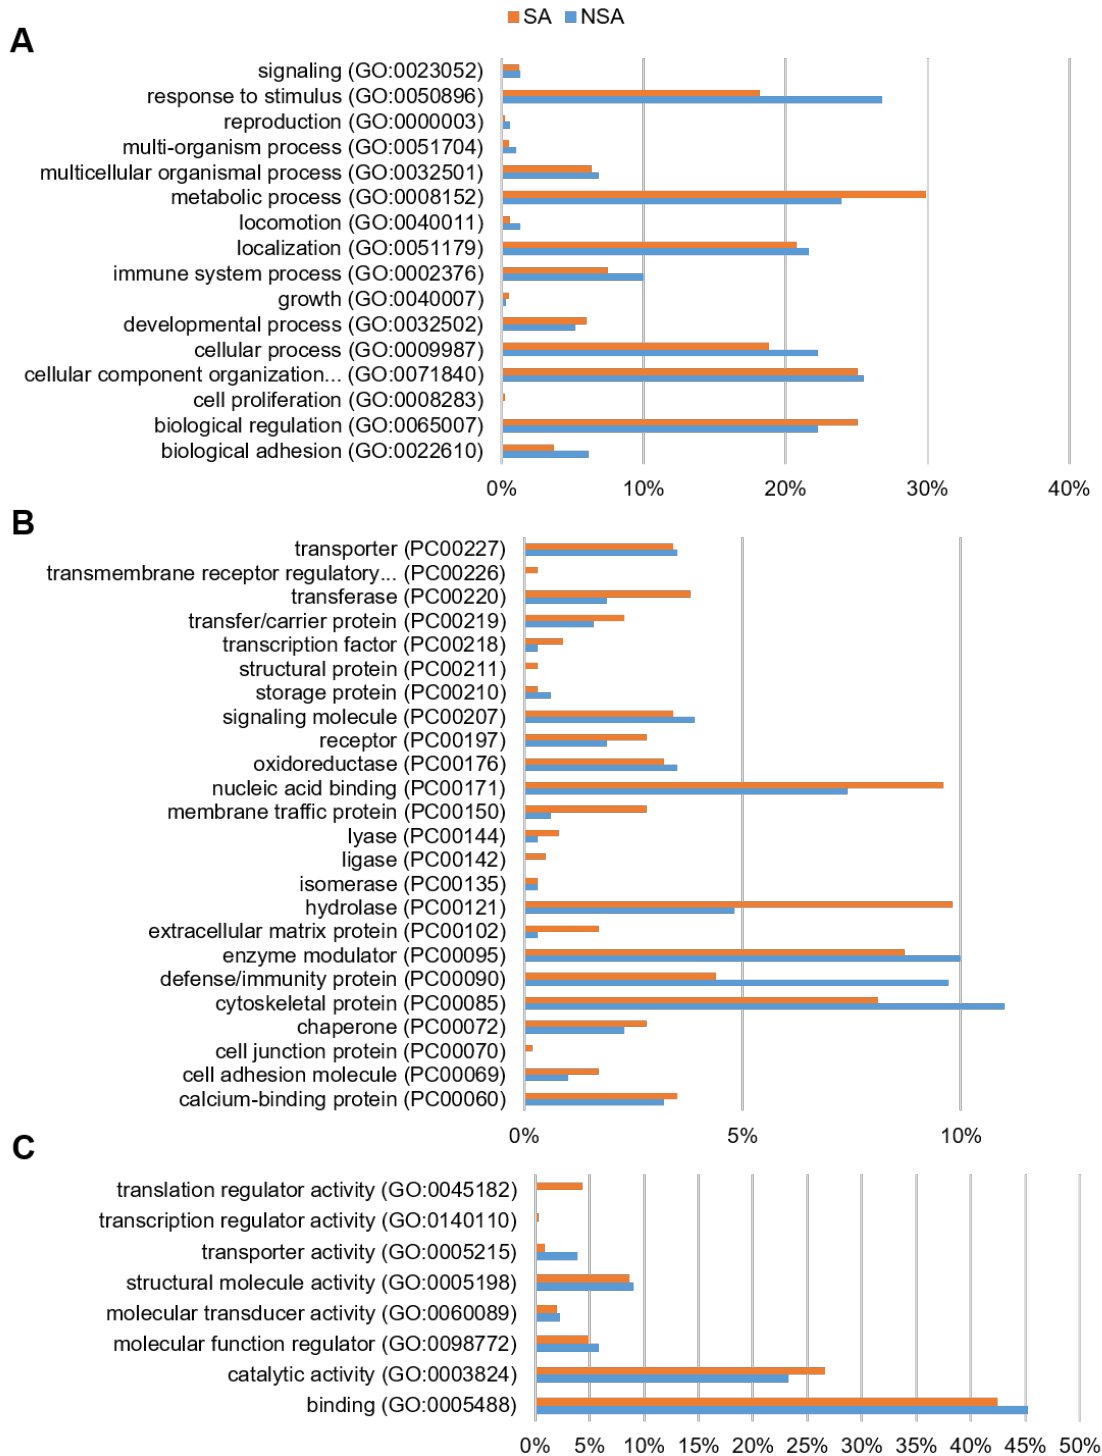 SA NSA
A
signaling (GO:0023052)
response to stimulus (GO:0050896)
reproduction (GO:0000003)
multi-organism process (GO:0051704)
multicellular organismal process (GO:0032501)
metabolic process (GO:0008152)
locomotion (GO:0040011)
localization (GO:0051179)
immune system process (GO:0002376)
growth (GO:0040007)
developmental process (GO:0032502)
cellular process (GO:0009987)
cellular component organization... (GO:0071840)
cell proliferation (GO:0008283)
biological regulation (GO:0065007)
biological adhesion (GO:0022610)
0% 10% 20% 30% 40%
B
transporter (PC00227)
transmembrane receptor regulatory... (PC00226)
transferase (PC00220)
transfer/carrier protein (PC00219)
transcription factor (PC00218)
structural protein (PC00211)
storage protein (PC00210)
signaling molecule (PC00207)
receptor (PC00197)
oxidoreductase (PC00176)
nucleic acid binding (PC00171)
membrane traffic protein (PC00150)
lyase (PC00144)
ligase (PC00142)
isomerase (PC00135)
hydrolase (PC00121)
extracellular matrix protein (PC00102)
enzyme modulator (PC00095)
defense/immunity protein (PC00090)
cytoskeletal protein (PC00085)
chaperone (PC00072)
cell junction protein (PC00070)
cell adhesion molecule (PC00069)
calcium-binding protein (PC00060)
0% 5% 10%
C
translation regulator activity (GO:0045182)
transcription regulator activity (GO:0140110)
transporter activity (GO:0005215)
structural molecule activity (GO:0005198)
molecular transducer activity (GO:0060089)
molecular function regulator (GO:0098772)
catalytic activity (GO:0003824)
binding (GO:0005488)
0% 5% 10% 15% 20% 25% 30% 35% 40% 45% 50%